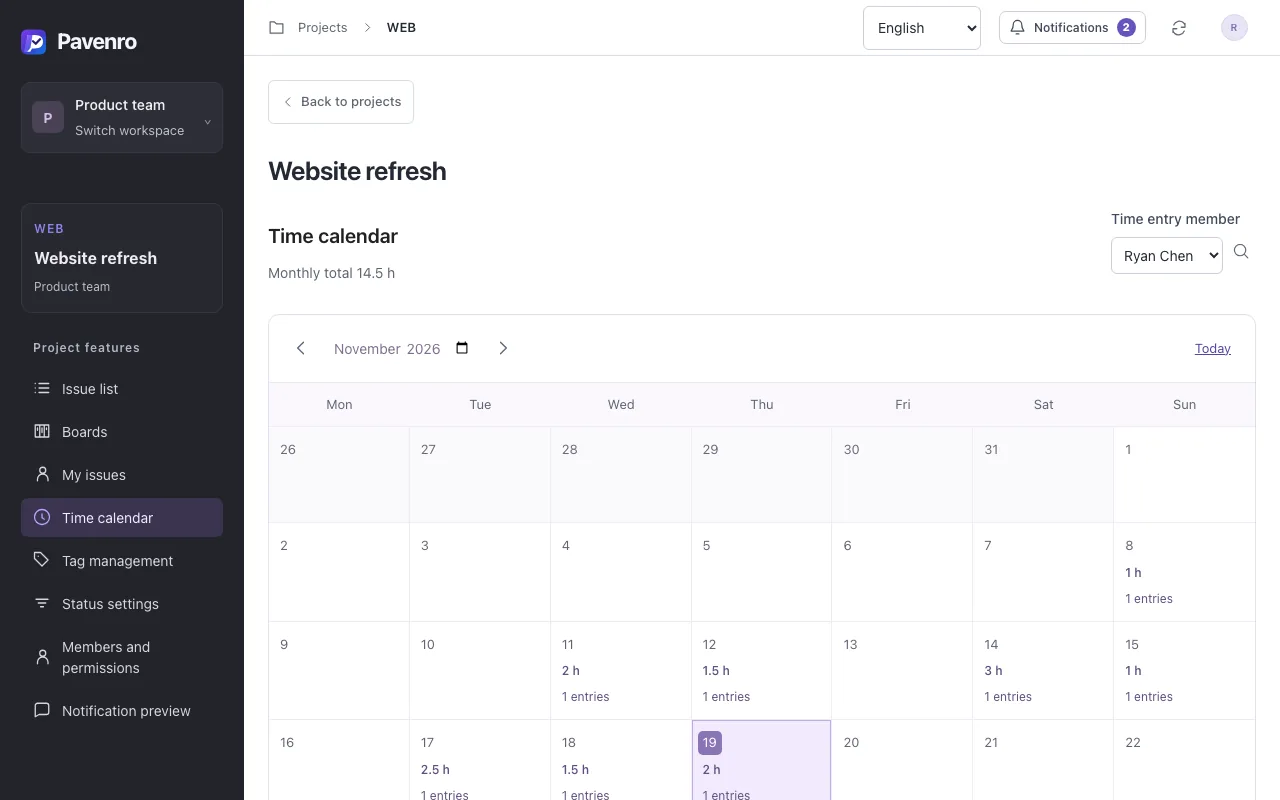 Pavenro
P
Product team
Switch workspace
WEB
Website refresh
Product team
Project features
Issue list
Boards
My issues
Time calendar
Tag management
Status settings
Members and
permissions
Notification preview
Projects
WEB
English
Notifications 2
R
Back to projects
Website refresh
Time calendar
Monthly total 14.5 h
Time entry member
Ryan Chen
November 2026
Today
Mon Tue Wed Thu Fri Sat Sun
26 27 28 29 30 31 1
2 3 4 5 6 7 8
1 h
1 entries
9 10 11 12 13 14 15
2 h 1.5 h 3 h 1 h
1 entries 1 entries 1 entries 1 entries
16 17 18 19 20 21 22
2.5 h 1.5 h 2 h
1 entries 1 entries 1 entries